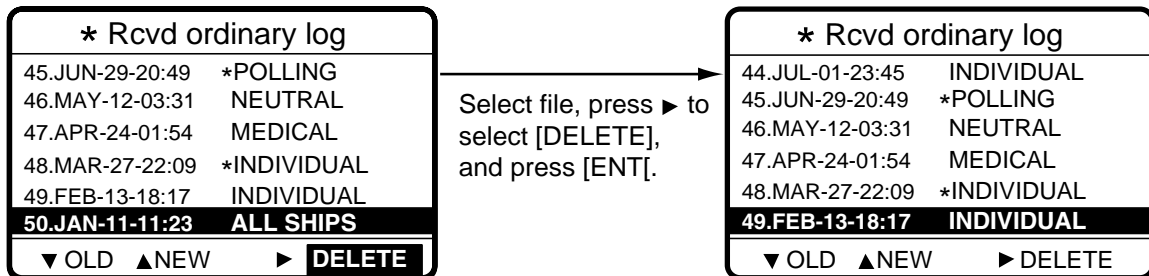 * Rcvd ordinary log
45.JUN-29-20:49 *POLLING
46.MAY-12-03:31 NEUTRAL
47.APR-24-01:54 MEDICAL
48.MAR-27-22:09 *INDIVIDUAL
49.FEB-13-18:17 INDIVIDUAL
50.JAN-11-11:23 ALL SHIPS
▼ OLD ▲NEW ► DELETE
Select file, press ► to
select [DELETE],
and press [ENT[.
* Rcvd ordinary log
44.JUL-01-23:45 INDIVIDUAL
45.JUN-29-20:49 *POLLING
46.MAY-12-03:31 NEUTRAL
47.APR-24-01:54 MEDICAL
48.MAR-27-22:09 *INDIVIDUAL
49.FEB-13-18:17 INDIVIDUAL
▼ OLD ▲NEW ► DELETE